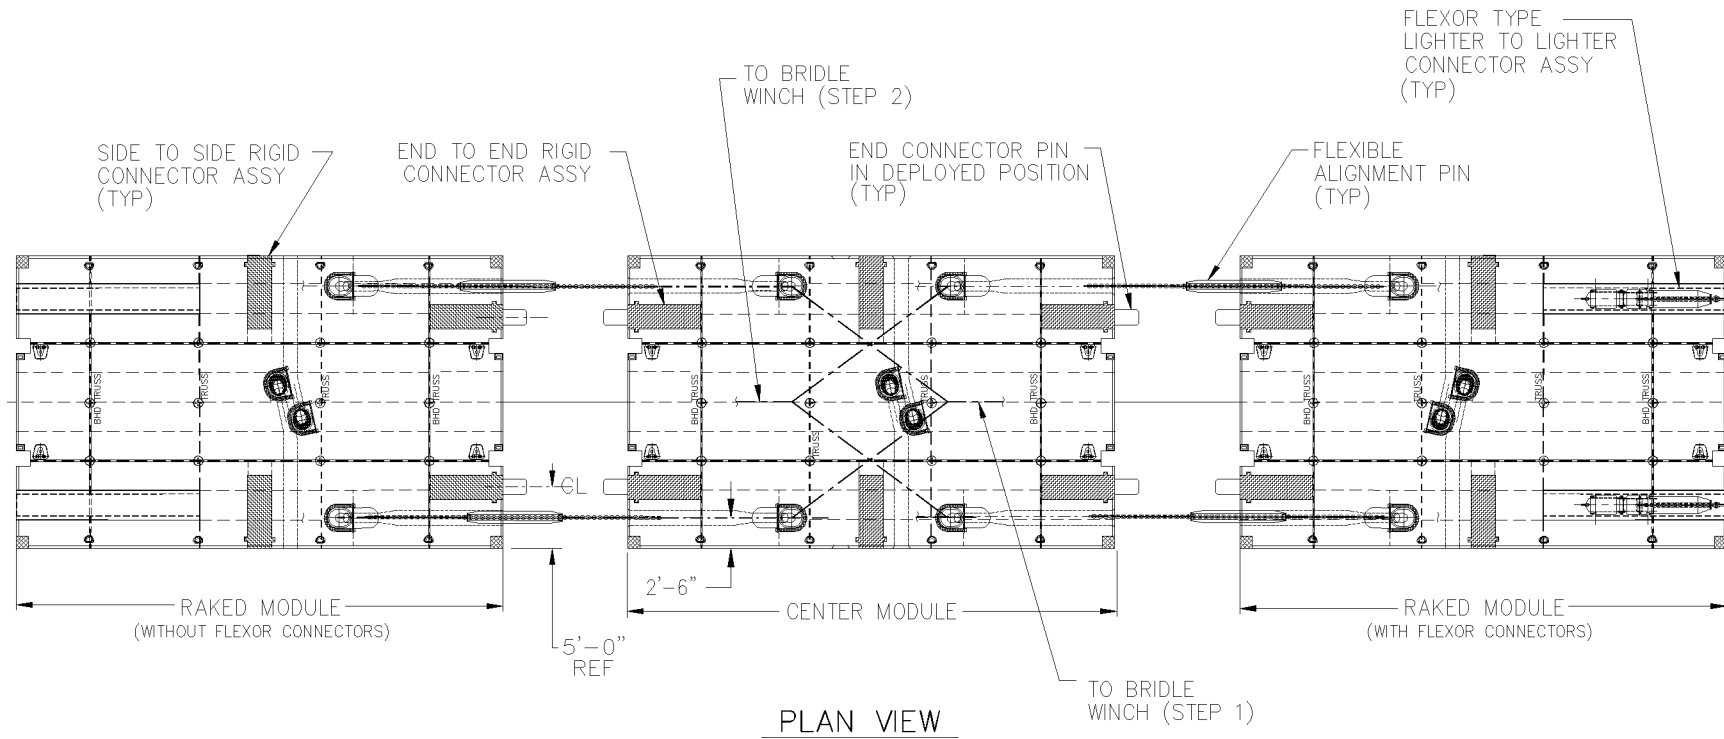 FLEXOR TYPE
LIGHTER TO LIGHTER
CONNECTOR ASSY
(TYP)
TO BRIDLE
WINCH (STEP 2)
SIDE TO SIDE RIGID
CONNECTOR ASSY
(TYP)
END TO END RIGID
CONNECTOR ASSY
END CONNECTOR PIN
IN DEPLOYED POSITION
(TYP)
FLEXIBLE
ALIGNMENT PIN
(TYP)
BHD TRUSS
TRUSS
TRUSS
BHD TRUSS
BHD TRUSS
TRUSS
TRUSS
BHD TRUSS
BHD TRUSS
TRUSS
TRUSS
BHD TRUSS
CL
2'-6"
5'-0"
REF
RAKED MODULE
(WITHOUT FLEXOR CONNECTORS)
CENTER MODULE
RAKED MODULE
(WITH FLEXOR CONNECTORS)
TO BRIDLE
WINCH (STEP 1)
PLAN VIEW